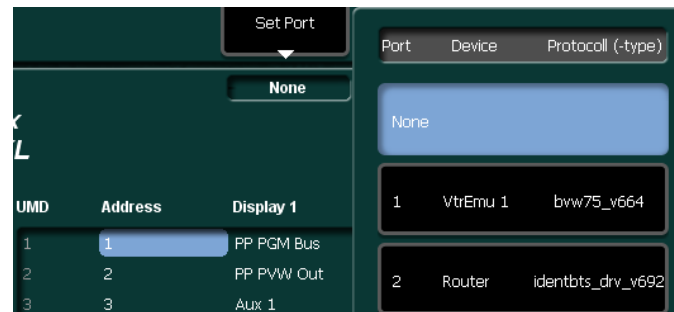 Set Port
Port Device Protocoll (-type)
None
None
L
1 VtrEmu 1 bvw75_v664
UMD Address Display 1
1 1 PP PGM Bus
2 2 PP PVW Out
2 Router identbts_drv_v692
3 3 Aux 1